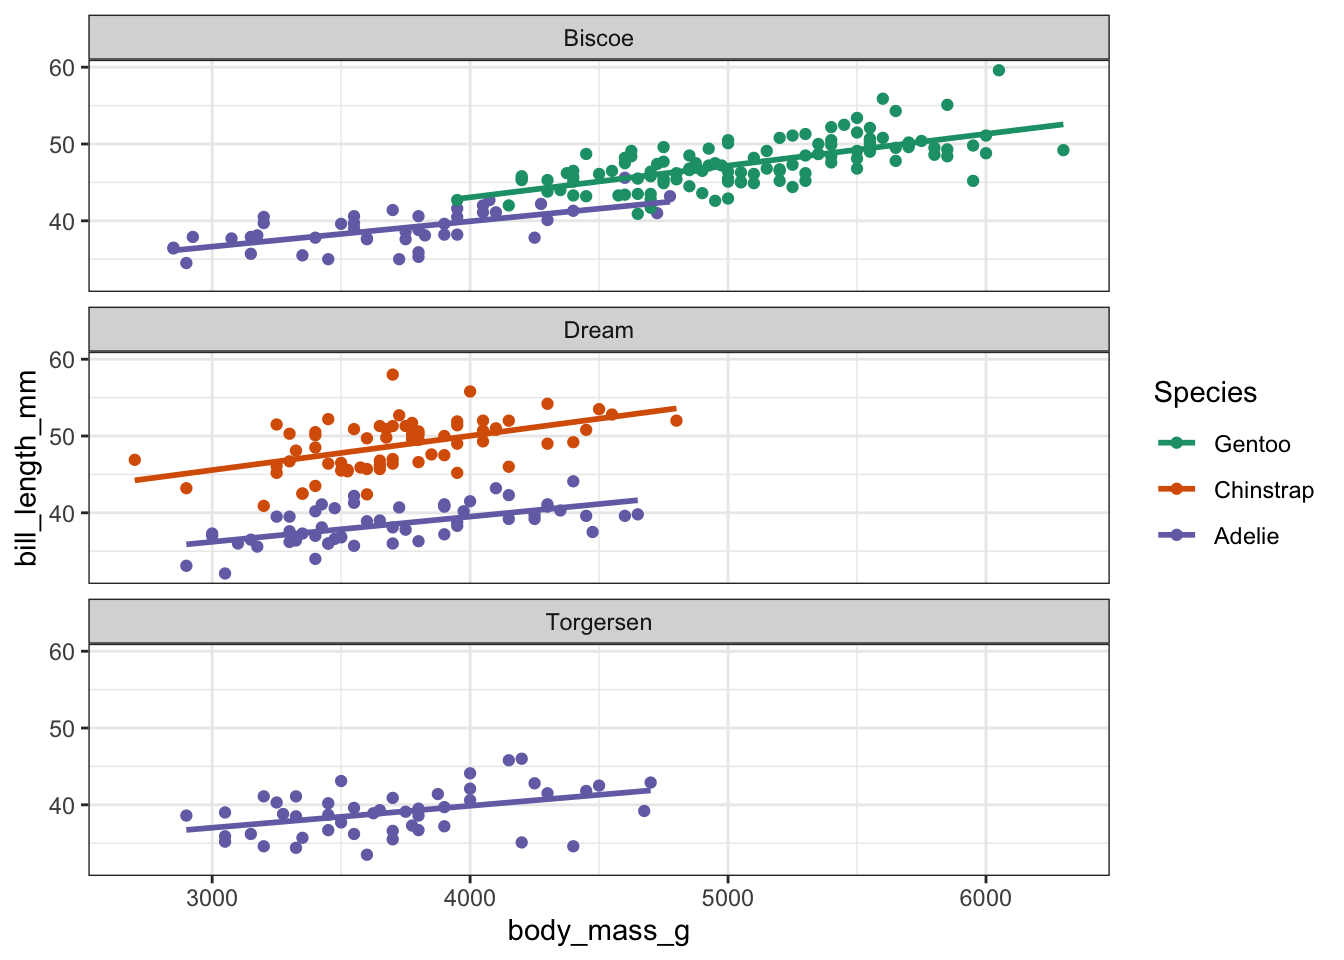 Biscoe
60
50
40
Dream
60
50
40
Torgersen
60
50
40
3000 4000 5000 6000
body_mass_g
bill_length_mm
Species
Gentoo
Chinstrap
Adelie